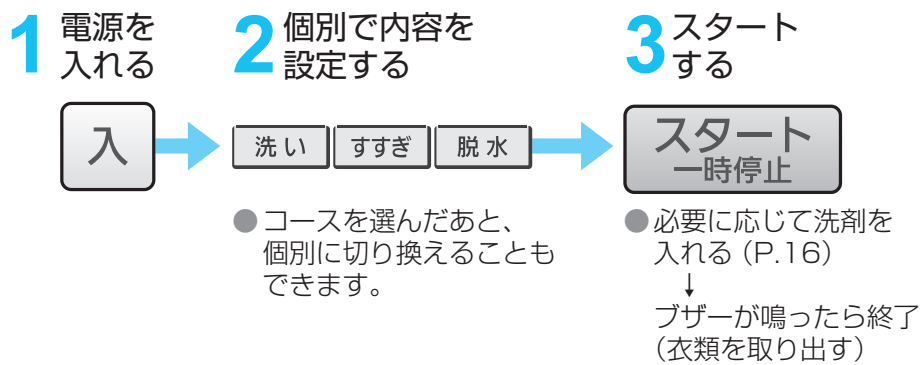 1 電源を
入れる
入
2 個別で内容を
設定する
洗い すすぎ 脱水
●コースを選んだあと、
個別に切り換えることも
できます。
3 スタート
する
スタート
一時停止
●必要に応じて洗剤を
入れる（P.16）
↓
ブザーが鳴ったら終了
（衣類を取り出す）